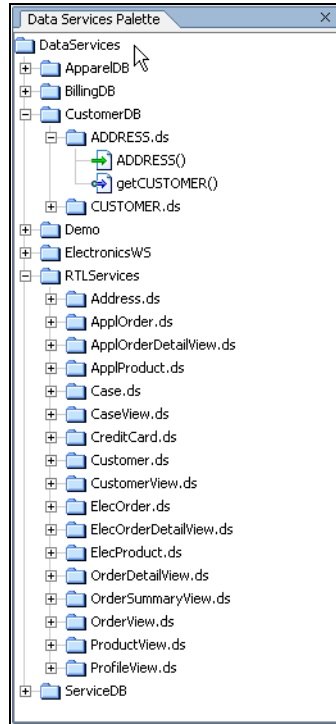 Data Services Palette
DataServices
ApparelDB
BillingDB
CustomerDB
ADDRESS.ds
ADDRESS()
getCUSTOMER()
CUSTOMER.ds
Demo
ElectronicsWS
RTLServices
Address.ds
ApplOrder.ds
ApplOrderDetailView.ds
ApplProduct.ds
Case.ds
CaseView.ds
CreditCard.ds
Customer.ds
CustomerView.ds
ElecOrder.ds
ElecOrderDetailView.ds
ElecProduct.ds
OrderDetailView.ds
OrderSummaryView.ds
OrderView.ds
ProductView.ds
ProfileView.ds
ServiceDB